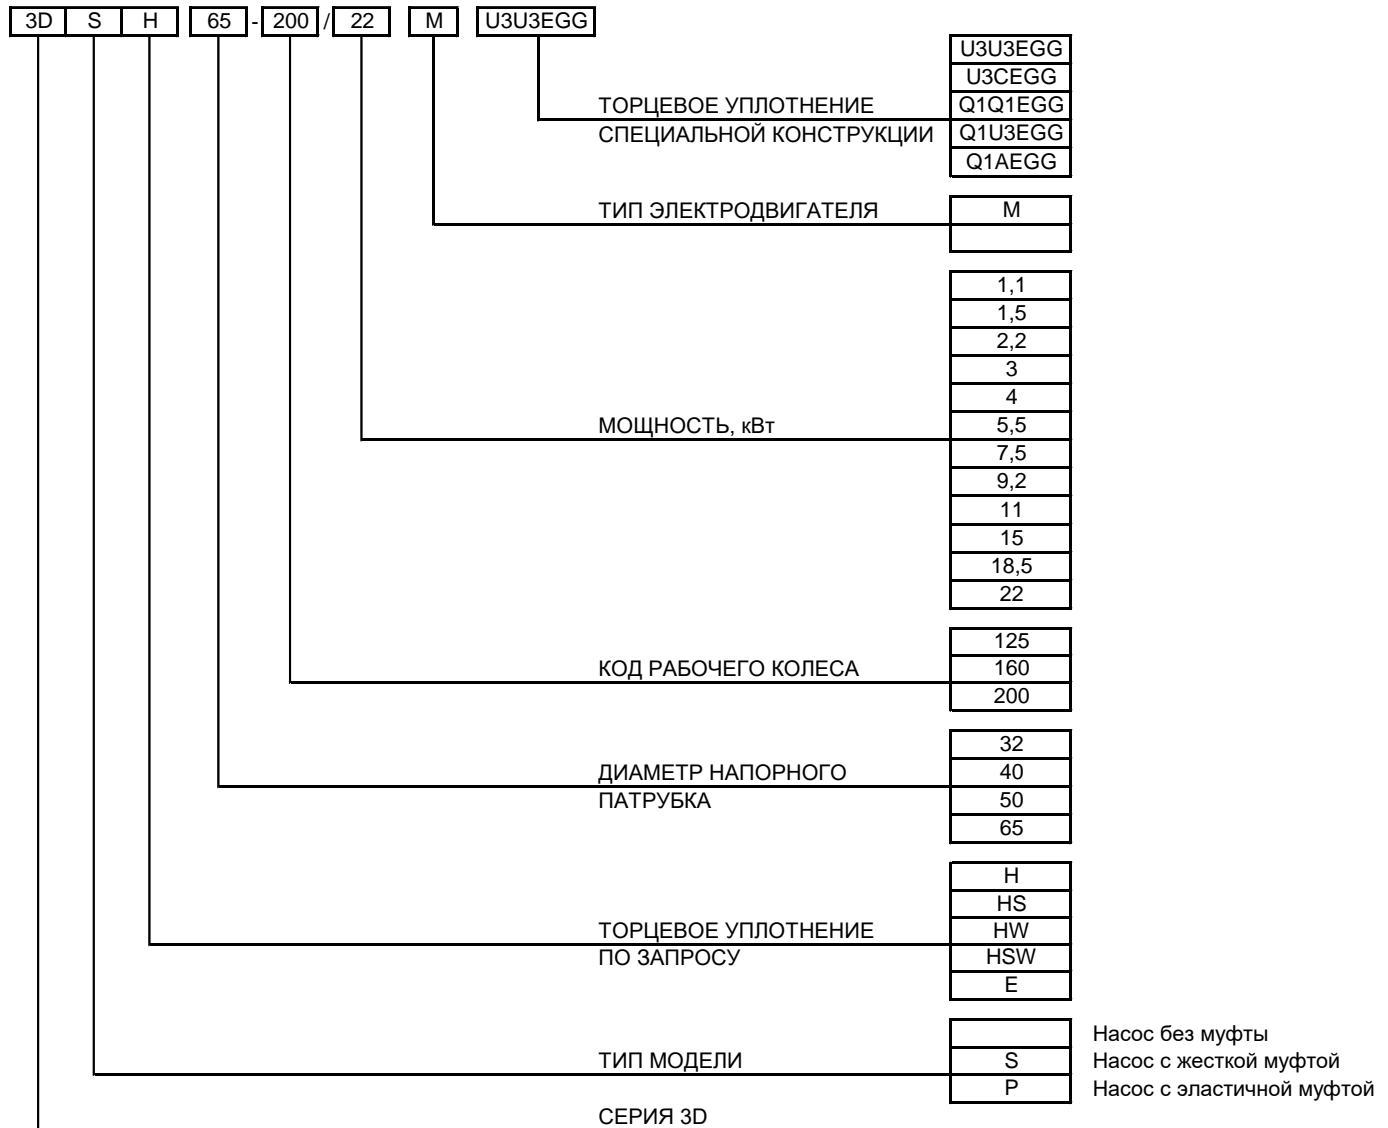 3D S H 65 - 200 / 22 M U3U3EGG
U3U3EGG
U3CEGG
ТОРЦЕВОЕ УПЛОТНЕНИЕ Q1Q1EGG
СПЕЦИАЛЬНОЙ КОНСТРУКЦИИ Q1U3EGG
Q1AEGG
ТИП ЭЛЕКТРОДВИГАТЕЛЯ M
1,1
1,5
2,2
3
4
МОЩНОСТЬ, кВт 5,5
7,5
9,2
11
15
18,5
22
125
КОД РАБОЧЕГО КОЛЕСА 160
200
32
ДИАМЕТР НАПОРНОГО 40
ПАТРУБКА 50
65
H
HS
ТОРЦЕВОЕ УПЛОТНЕНИЕ HW
ПО ЗАПРОСУ HSW
E
Насос без муфты
ТИП МОДЕЛИ S Насос с жесткой муфтой
P Насос с эластичной муфтой
СЕРИЯ 3D